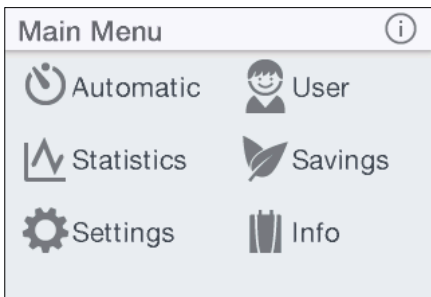 Main Menu
Automatic User
Statistics Savings
Settings Info